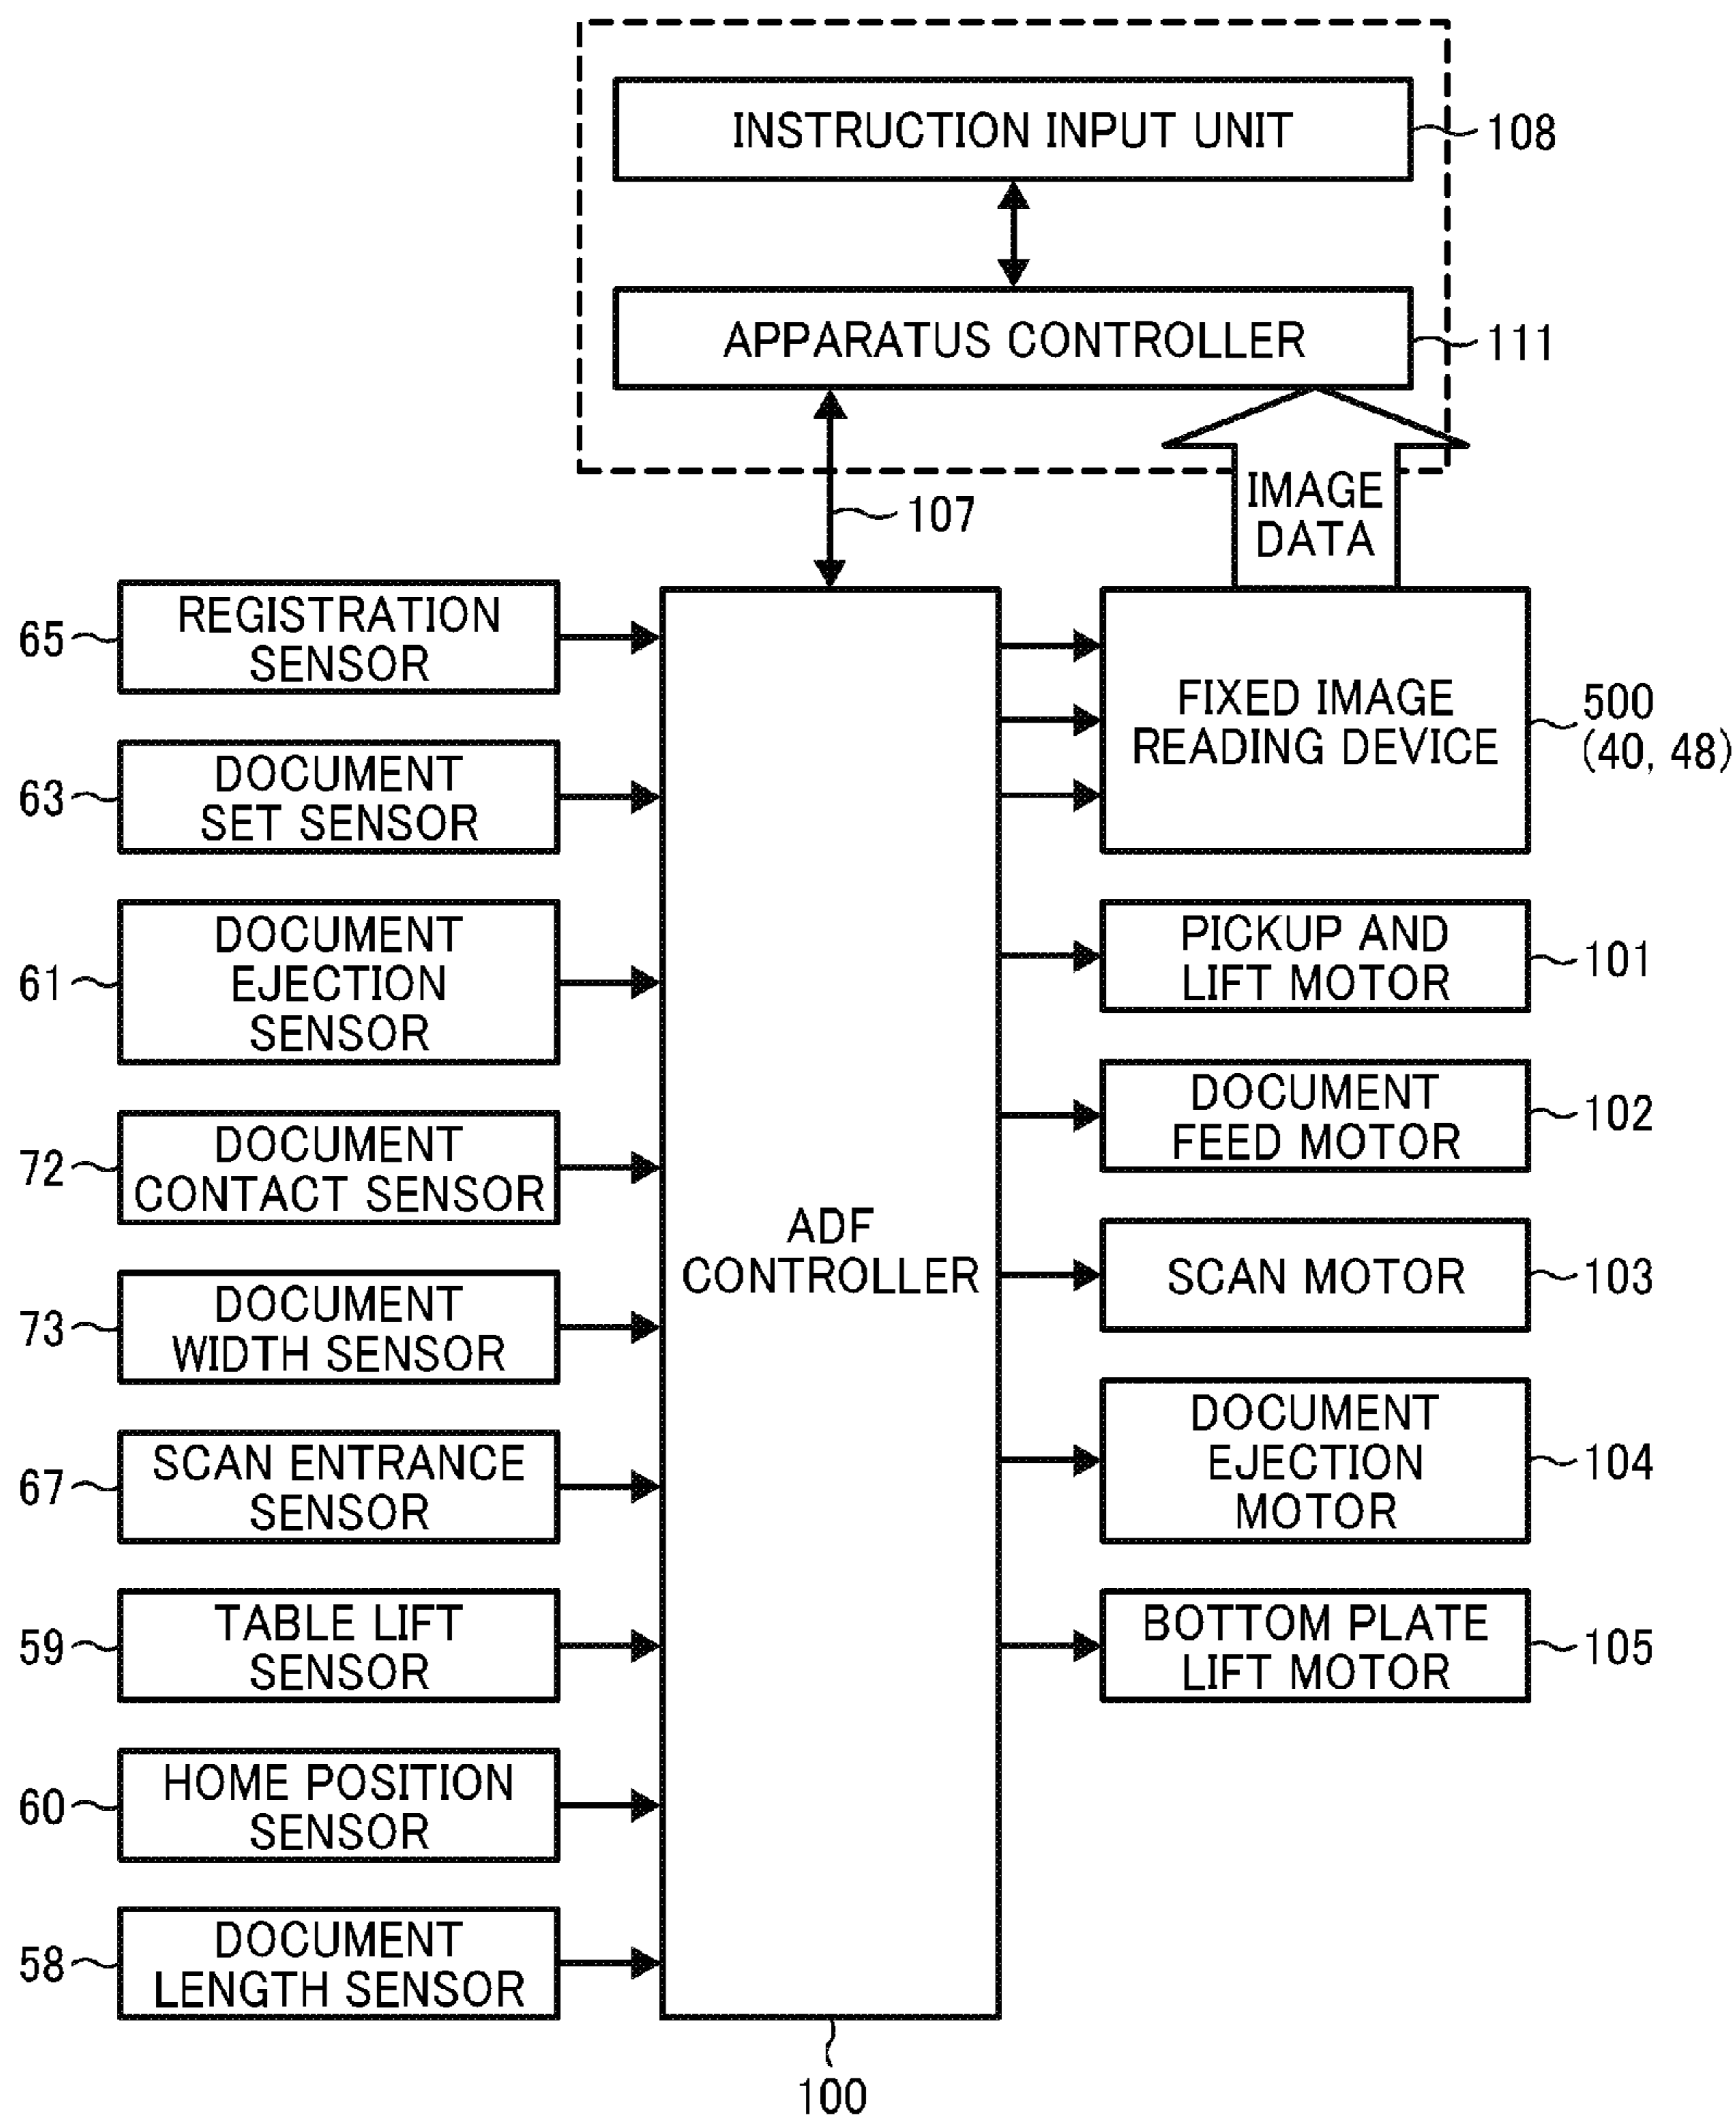 INSTRUCTION INPUT UNIT
108
APPARATUS CONTROLLER
111
107
IMAGE
DATA
65
REGISTRATION
SENSOR
63
DOCUMENT
SET SENSOR
61
DOCUMENT
EJECTION
SENSOR
72
DOCUMENT
CONTACT SENSOR
73
DOCUMENT
WIDTH SENSOR
67
SCAN ENTRANCE
SENSOR
59
TABLE LIFT
SENSOR
60
HOME POSITION
SENSOR
58
DOCUMENT
LENGTH SENSOR
ADF
CONTROLLER
100
FIXED IMAGE
READING DEVICE
500
(40, 48)
PICKUP AND
LIFT MOTOR
101
DOCUMENT
FEED MOTOR
102
SCAN MOTOR
103
DOCUMENT
EJECTION
MOTOR
104
BOTTOM PLATE
LIFT MOTOR
105